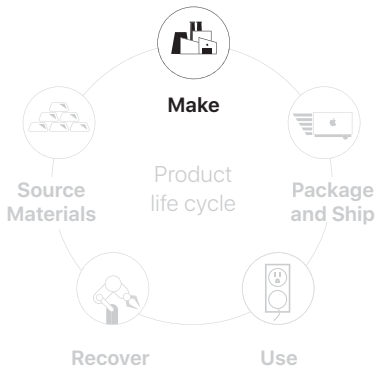 Make
Source
Materials
Product
life cycle
Package
and Ship
Recover
Use